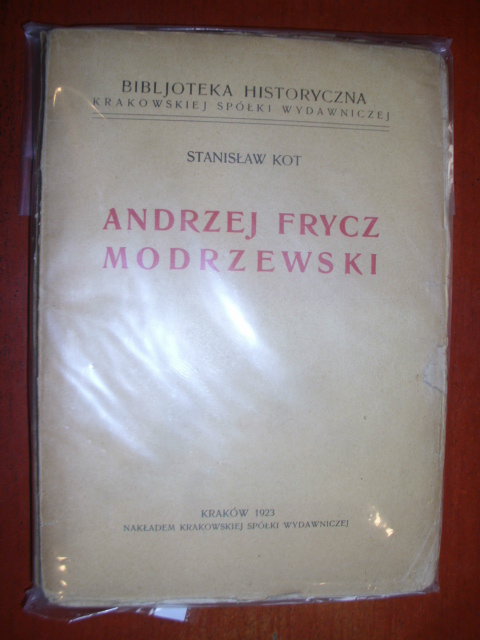 BIBLJOTEKA HISTORYCZNA
KRAKOWSKIEJ SPÓŁKI WYDAWNICZEJ
STANISŁAW KOT
ANDRZEJ FRYCZ
MODRZEWSKI
KRAKÓW 1923
NAKŁADEM KRAKOWSKIEJ SPÓŁKI WYDAWNICZEJ